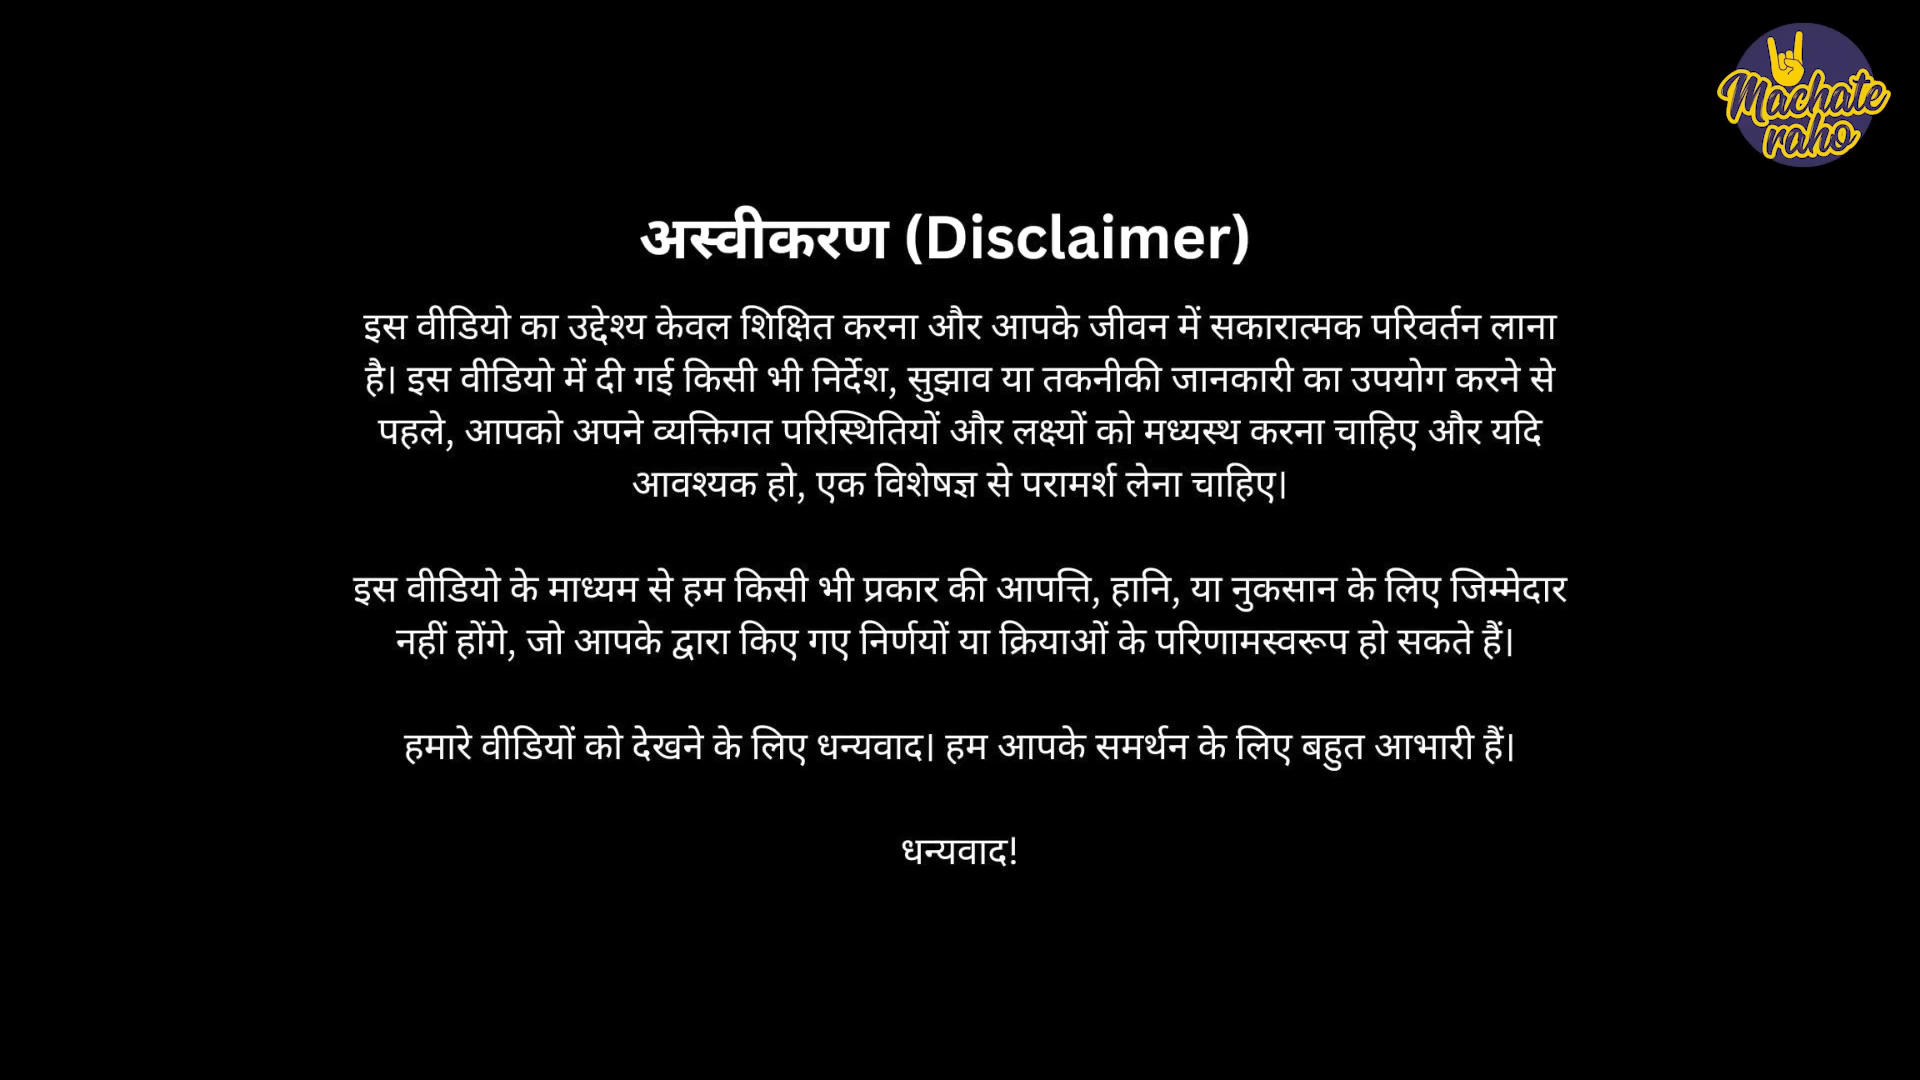 Machate
raho
अस्वीकरण (Disclaimer)
इस वीडियो का उद्देश्य केवल शिक्षित करना और आपके जीवन में सकारात्मक परिवर्तन लाना
है। इस वीडियो में दी गई किसी भी निर्देश, सुझाव या तकनीकी जानकारी का उपयोग करने से
पहले, आपको अपने व्यक्तिगत परिस्थितियों और लक्ष्यों को मध्यस्थ करना चाहिए और यदि
आवश्यक हो, एक विशेषज्ञ से परामर्श लेना चाहिए।
इस वीडियो के माध्यम से हम किसी भी प्रकार की आपत्ति, हानि, या नुकसान के लिए जिम्मेदार
नहीं होंगे, जो आपके द्वारा किए गए निर्णयों या क्रियाओं के परिणामस्वरूप हो सकते हैं।
हमारे वीडियों को देखने के लिए धन्यवाद। हम आपके समर्थन के लिए बहुत आभारी हैं।
धन्यवाद!